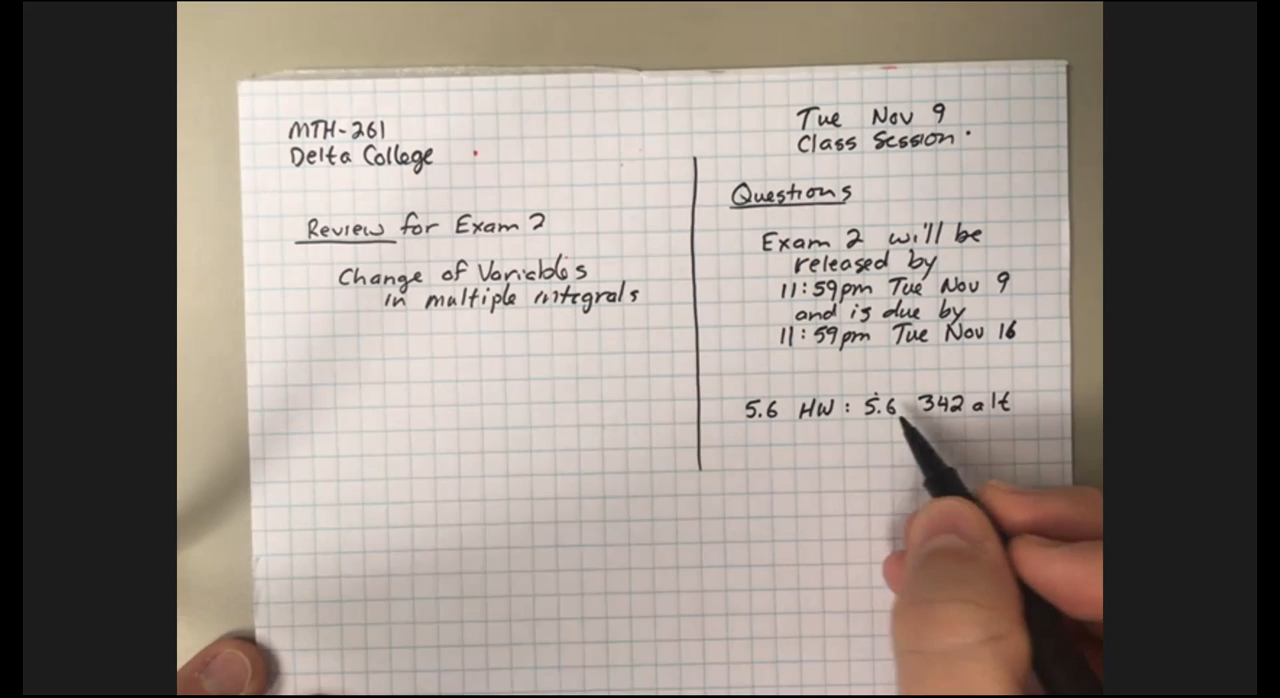 MTH-261
Delta College
Review for Exam 2
Change of Variables
in multiple integrals
Tue Nov 9
Class Session
Questions
Exam 2 will be
released by
11:59pm Tue Nov 9
and is due by
11:59pm Tue Nov 16
5.6 HW: 5.6 342 alt